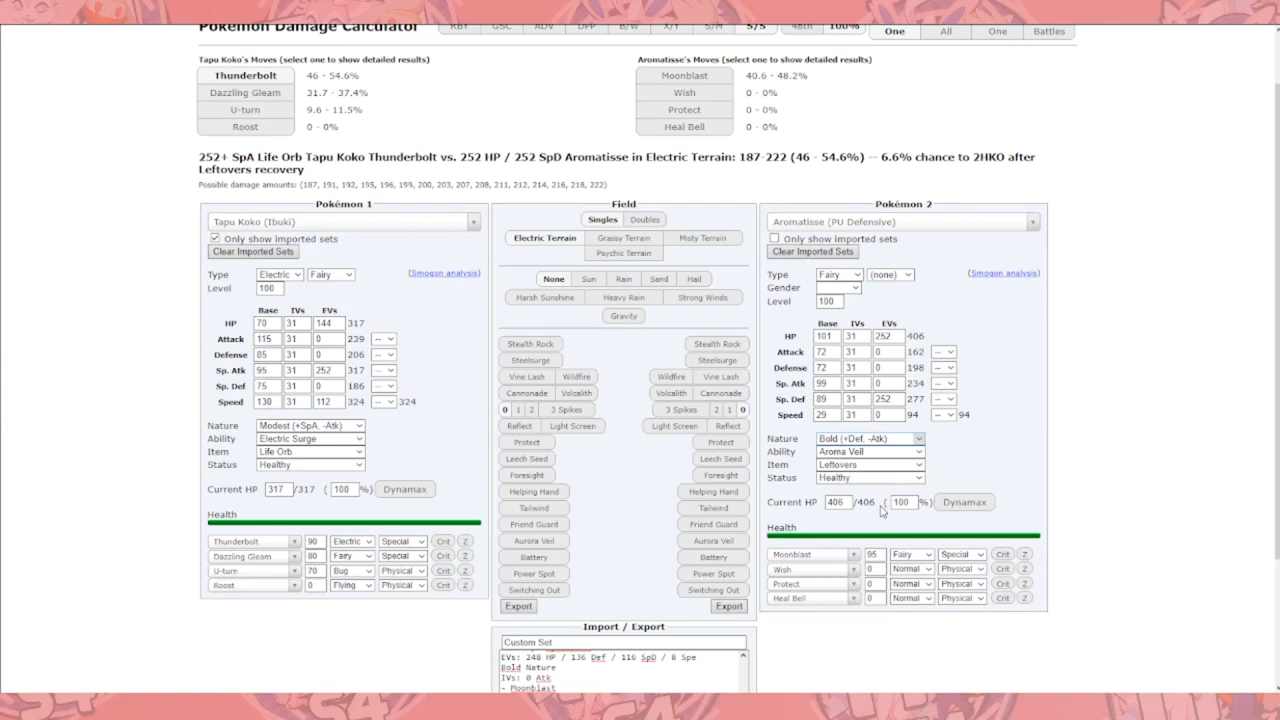 Pokémon Damage Calculator RBY GSC ADV DPP B/W X/Y S/M S/S 48th 100% One All One Battles
Tapu Koko's Moves (select one to show detailed results)
Thunderbolt 46 - 54.6%
Dazzling Gleam 31.7 - 37.4%
U-turn 9.6 - 11.5%
Roost 0 - 0%
Aromatisse's Moves (select one to show detailed results)
Moonblast 40.6 - 48.2%
Wish 0 - 0%
Protect 0 - 0%
Heal Bell 0 - 0%
252+ SpA Life Orb Tapu Koko Thunderbolt vs. 252 HP / 252 SpD Aromatisse in Electric Terrain: 187-222 (46 - 54.6%) -- 6.6% chance to 2HKO after
Leftovers recovery
Possible damage amounts: (187, 191, 192, 195, 196, 199, 200, 203, 207, 208, 211, 212, 214, 216, 218, 222)
Pokémon 1
Tapu Koko (Ibuki)
Only show imported sets
Clear Imported Sets
Type Electric Fairy (Smogon analysis)
Level 100
Base IVs EVs
HP 70 31 144 317
Attack 115 31 0 239 --
Defense 85 31 0 206 --
Sp. Atk 95 31 252 317 --
Sp. Def 75 31 0 186 --
Speed 130 31 112 324 -- 324
Nature Modest (+SpA, -Atk)
Ability Electric Surge
Item Life Orb
Status Healthy
Current HP 317 /317 ( 100 %) Dynamax
Health
Thunderbolt 90 Electric Special Crit Z
Dazzling Gleam 80 Fairy Special Crit Z
U-turn 70 Bug Physical Crit Z
Roost 0 Flying Physical Crit Z
Field
Singles Doubles
Electric Terrain Grassy Terrain Misty Terrain
Psychic Terrain
None Sun Rain Sand Hail
Harsh Sunshine Heavy Rain Strong Winds
Gravity
Stealth Rock Stealth Rock
Steelsurge Steelsurge
Vine Lash Wildfire Wildfire Vine Lash
Cannonade Volcalith Volcalith Cannonade
0 1 2 3 Spikes 3 Spikes 2 1 0
Reflect Light Screen Light Screen Reflect
Protect Protect
Leech Seed Leech Seed
Foresight Foresight
Helping Hand Helping Hand
Tailwind Tailwind
Friend Guard Friend Guard
Aurora Veil Aurora Veil
Battery Battery
Power Spot Power Spot
Switching Out Switching Out
Export Export
Import / Export
Custom Set
EVs: 248 HP / 136 Def / 116 SpD / 8 Spe
Bold Nature
IVs: 0 Atk
- Moonblast
Pokémon 2
Aromatisse (PU Defensive)
Only show imported sets
Clear Imported Sets
Type Fairy (none) (Smogon analysis)
Gender
Level 100
Base IVs EVs
HP 101 31 252 406
Attack 72 31 0 162 --
Defense 72 31 0 198 --
Sp. Atk 99 31 0 234 --
Sp. Def 89 31 252 277 --
Speed 29 31 0 94 -- 94
Nature Bold (+Def, -Atk)
Ability Aroma Veil
Item Leftovers
Status Healthy
Current HP 406 /406 ( 100 %) Dynamax
Health
Moonblast 95 Fairy Special Crit Z
Wish 0 Normal Physical Crit Z
Protect 0 Normal Physical Crit Z
Heal Bell 0 Normal Physical Crit Z